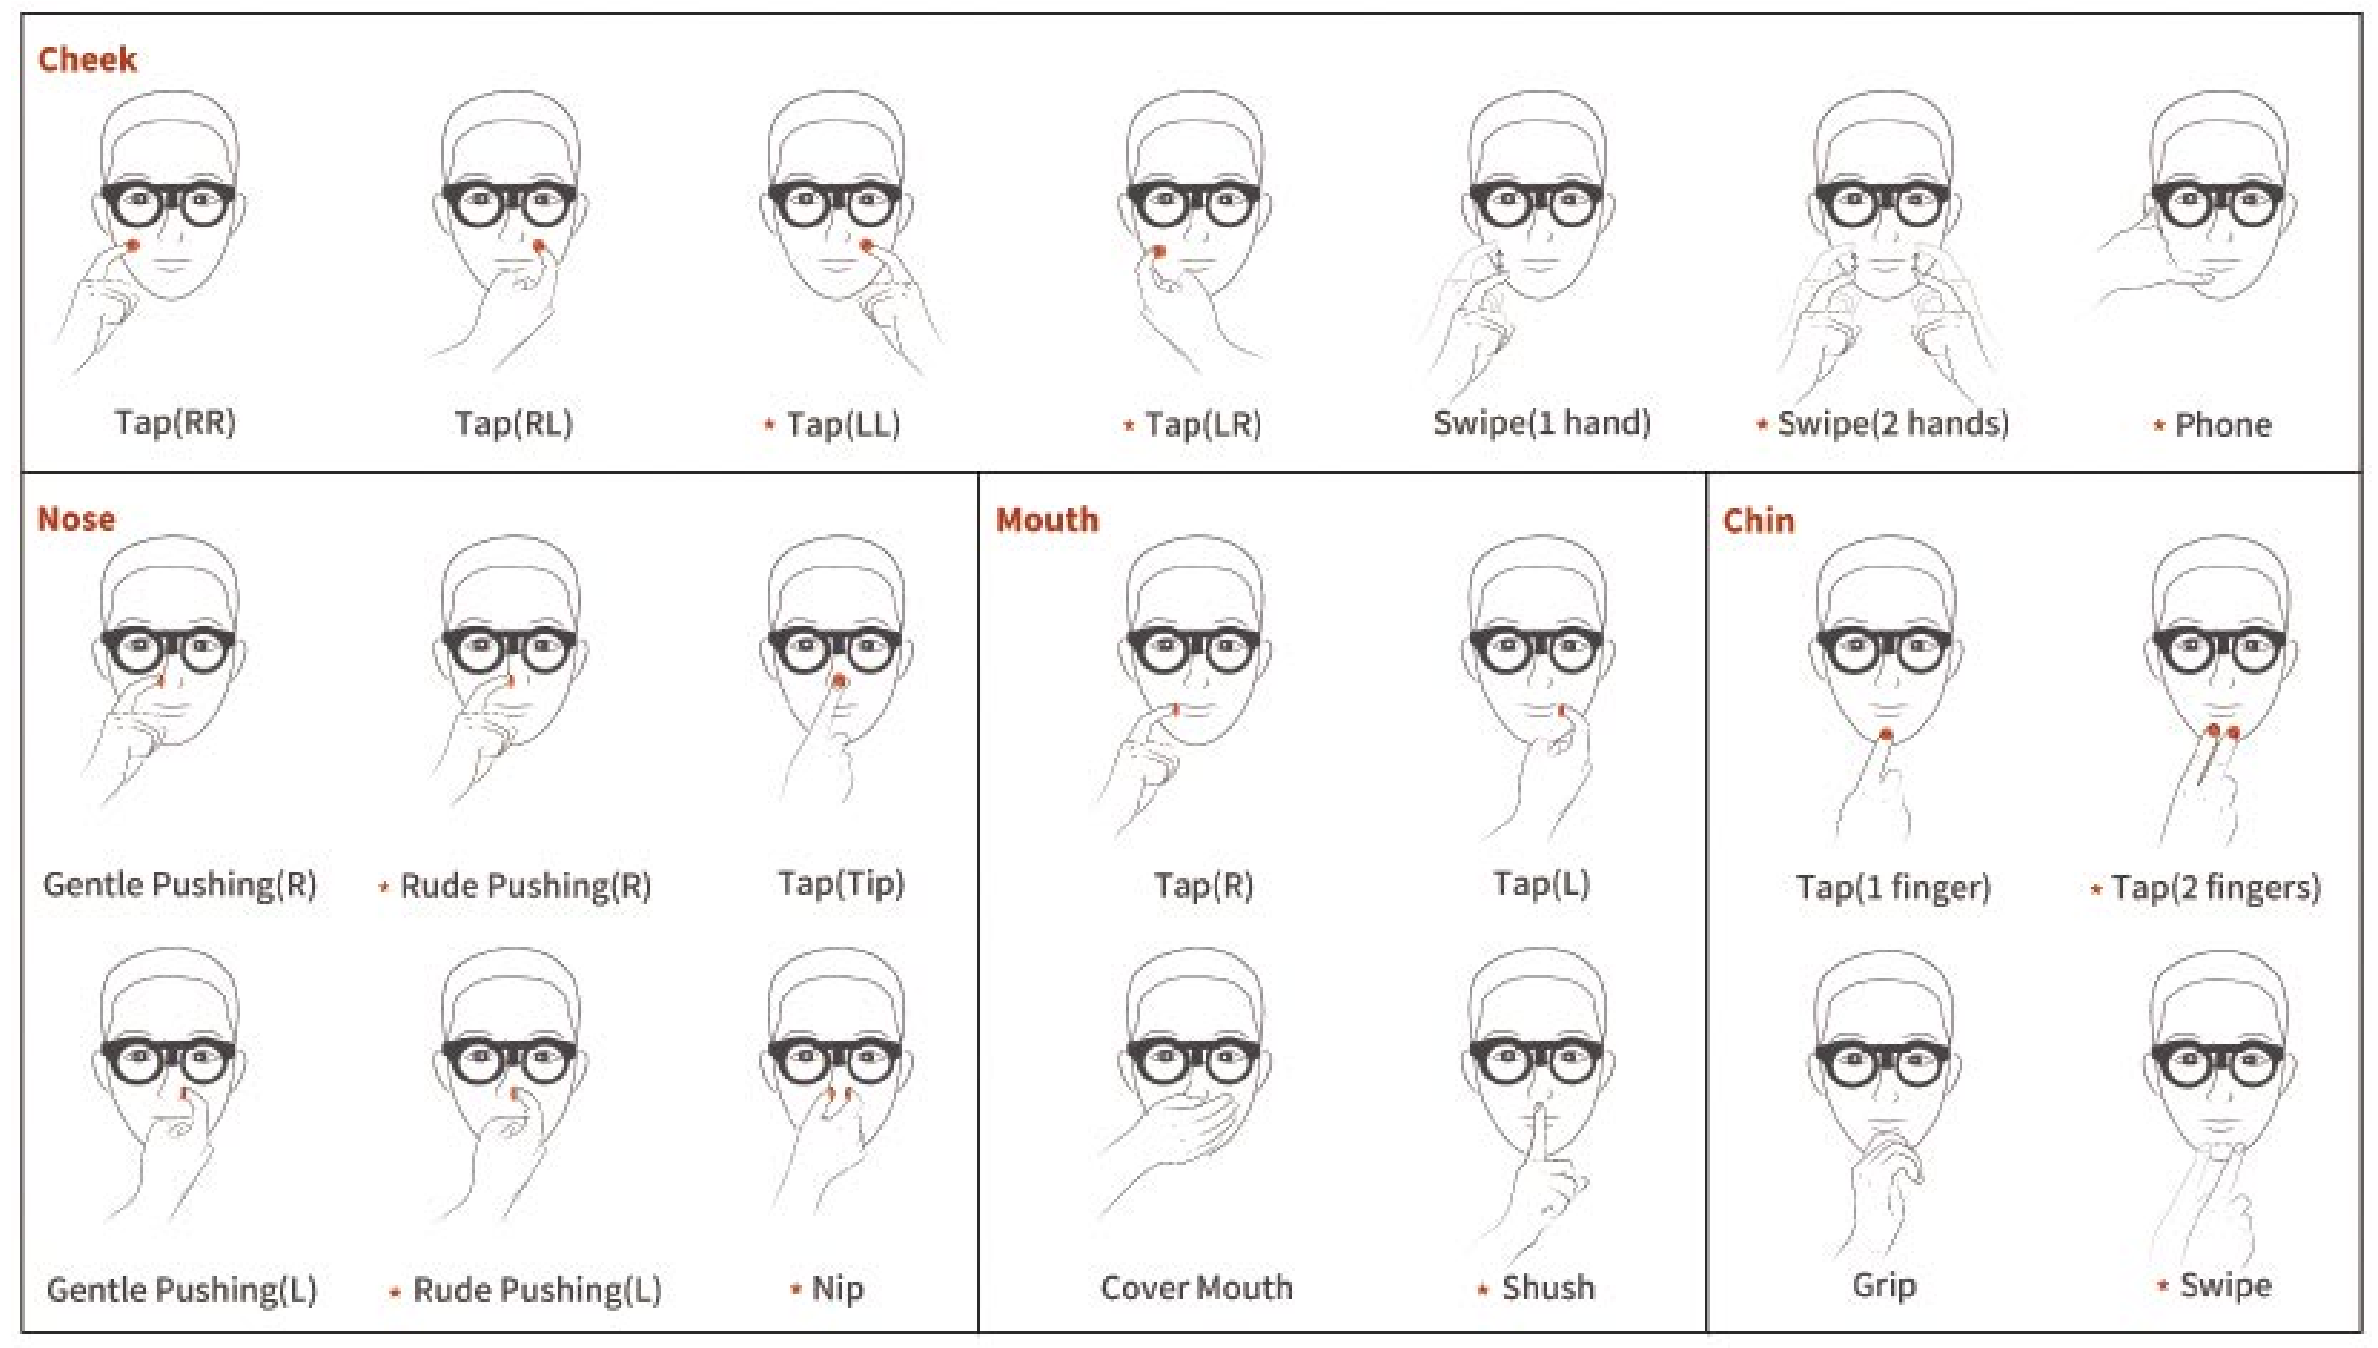 Cheek
Tap(RR)
Tap(RL)
* Tap(LL)
* Tap(LR)
Swipe(1 hand)
* Swipe(2 hands)
* Phone
Nose
Gentle Pushing(R)
* Rude Pushing(R)
Tap(Tip)
Gentle Pushing(L)
* Rude Pushing(L)
* Nip
Mouth
Tap(R)
Tap(L)
Cover Mouth
* Shush
Chin
Tap(1 finger)
* Tap(2 fingers)
Grip
* Swipe